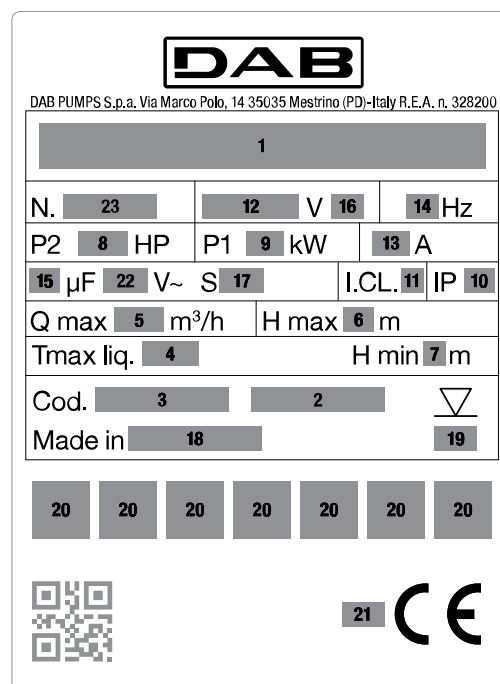 DAB
DAB PUMPS S.p.a. Via Marco Polo, 14 35035 Mestrino (PD)-Italy R.E.A. n. 328200
1
N. 23 12 V 16 14 Hz
P2 8 HP P1 9 kW 13 A
15 µF 22 V~ S 17 I.CL. 11 IP 10
Q max 5 m³/h H max 6 m
Tmax liq. 4 H min 7 m
Cod. 3 2
Made in 18 19
20 20 20 20 20 20 20
21 CE